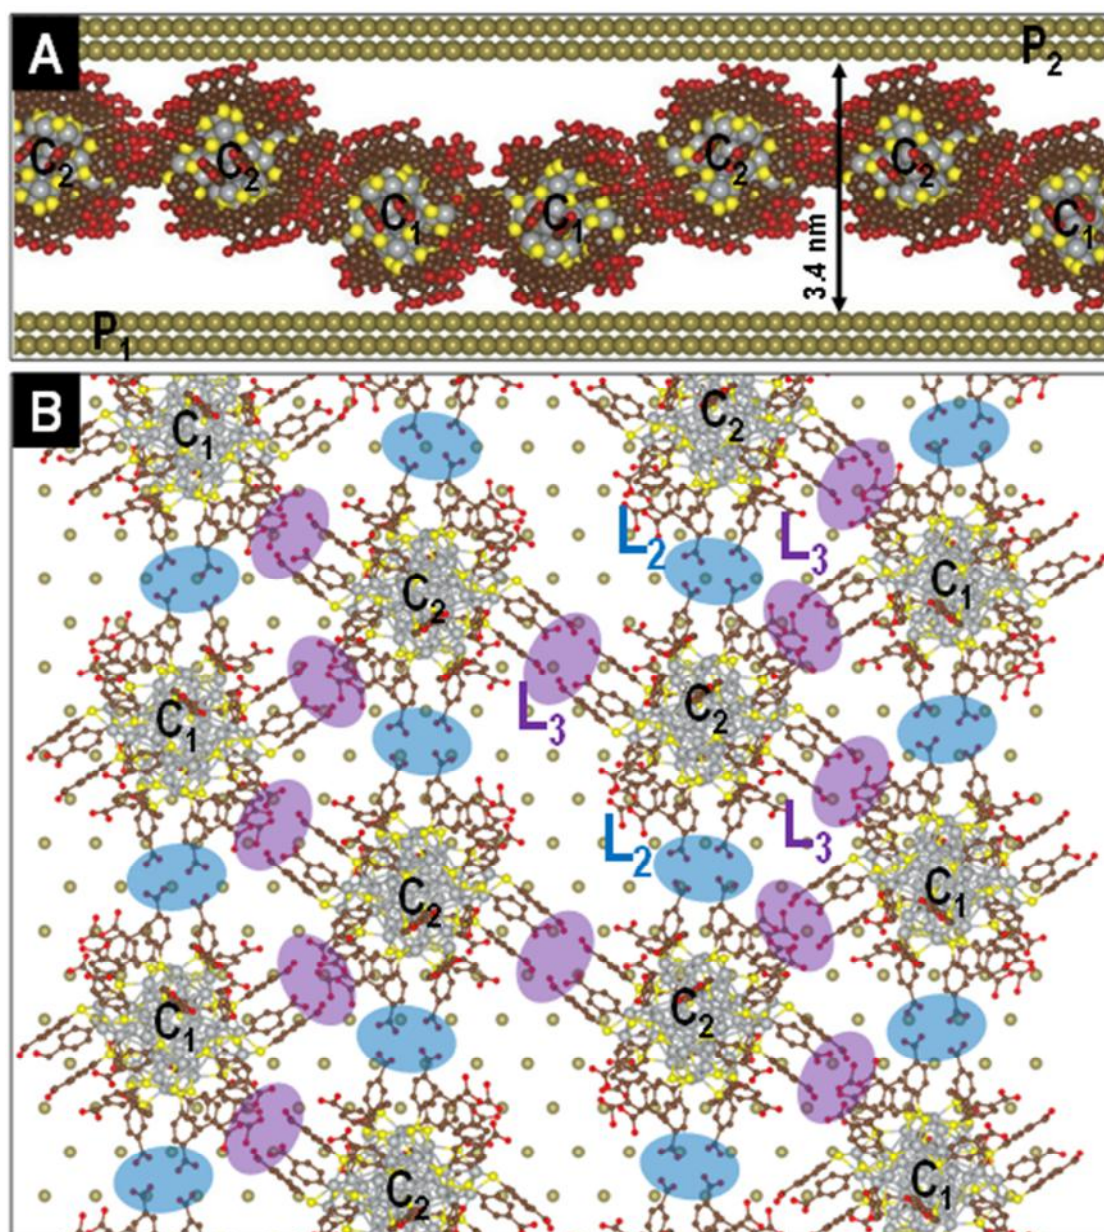 A
P₂
C₂ C₂ C₁ C₁ C₂ C₂ C₁
3.4 nm
P₁
B
C₁ C₂
L₂ L₃
C₂ C₁
C₁ L₃ C₂
L₂ L₃
C₂ C₁
C₁ C₂
C₂ C₁